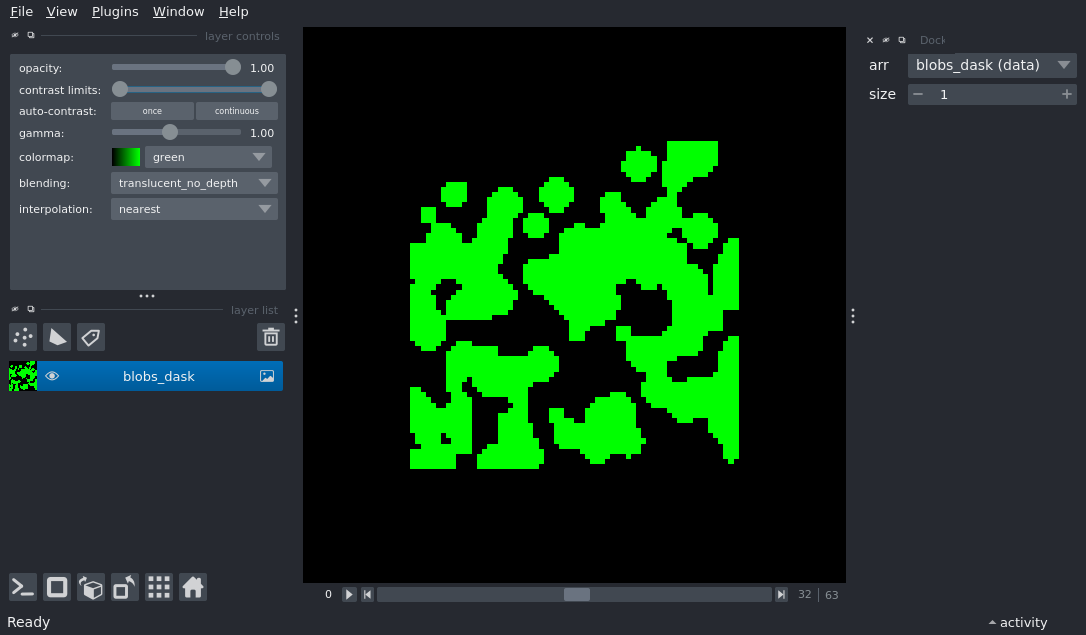 File View Plugins Window Help
layer controls
opacity: 1.00
contrast limits:
auto-contrast: once continuous
gamma: 1.00
colormap: green
blending: translucent_no_depth
interpolation: nearest
layer list
blobs_dask
0 32 63
Ready
Dock
arr blobs_dask (data)
size 1
activity